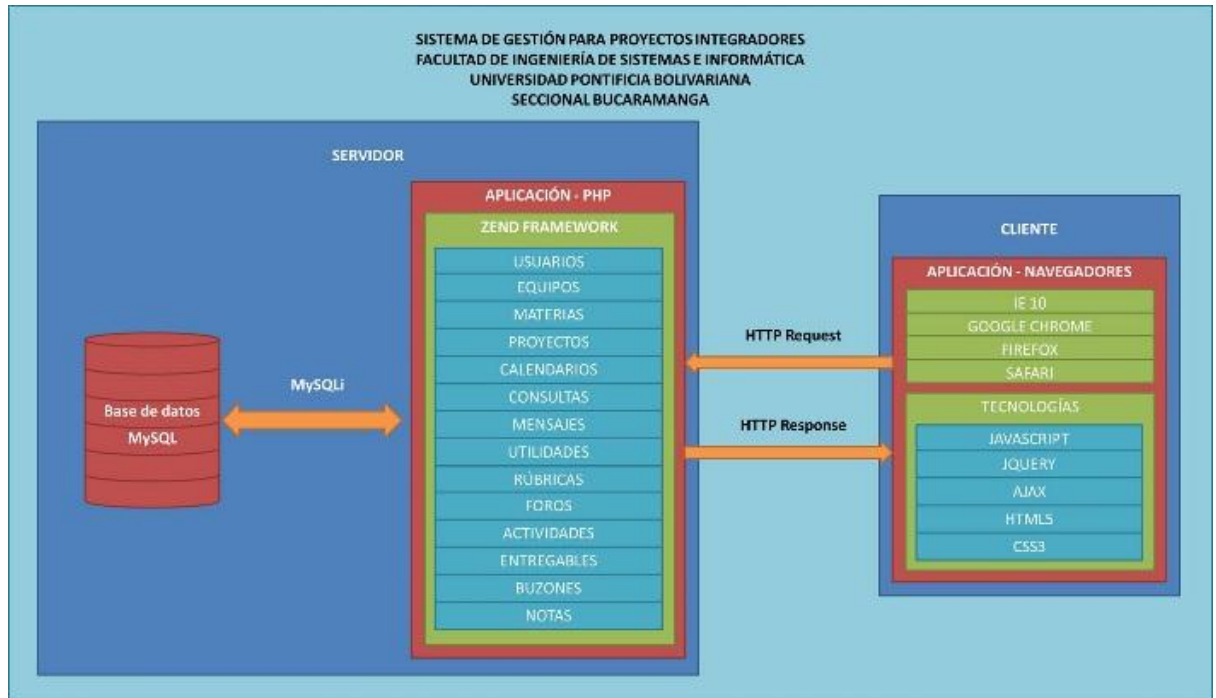 SISTEMA DE GESTIÓN PARA PROYECTOS INTEGRADORES
FACULTAD DE INGENIERÍA DE SISTEMAS E INFORMÁTICA
UNIVERSIDAD PONTIFICIA BOLIVARIANA
SECCIONAL BUCARAMANGA
SERVIDOR
Base de datos
MySQL
MySQLi
APLICACIÓN - PHP
ZEND FRAMEWORK
USUARIOS
EQUIPOS
MATERIAS
PROYECTOS
CALENDARIOS
CONSULTAS
MENSAJES
UTILIDADES
RÚBRICAS
FOROS
ACTIVIDADES
ENTREGABLES
BUZONES
NOTAS
HTTP Request
HTTP Response
CLIENTE
APLICACIÓN - NAVEGADORES
IE 10
GOOGLE CHROME
FIREFOX
SAFARI
TECNOLOGÍAS
JAVASCRIPT
JQUERY
AJAX
HTML5
CSS3